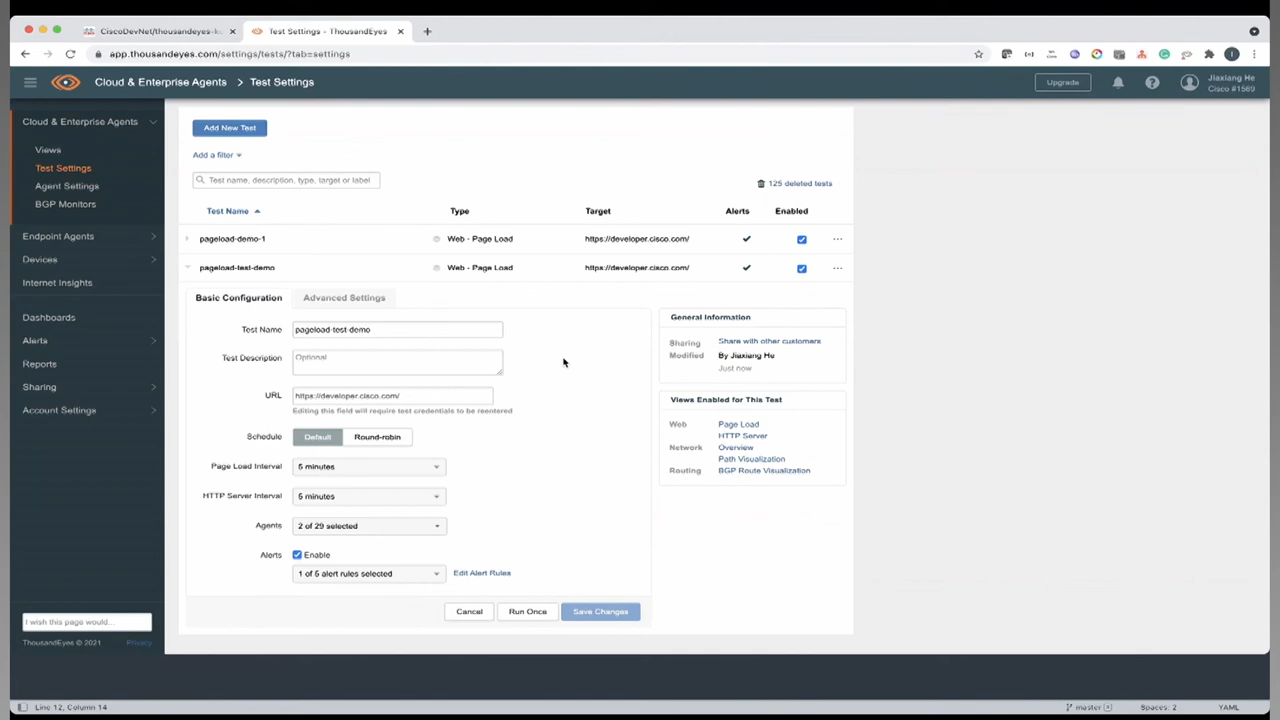 CiscoDevNet/thousandeyes-ku
Test Settings - ThousandEyes
app.thousandeyes.com/settings/tests/?tab=settings
Cloud & Enterprise Agents > Test Settings
Upgrade
Jiaxiang He
Cisco #1569
Cloud & Enterprise Agents
Views
Test Settings
Agent Settings
BGP Monitors
Endpoint Agents
Devices
Internet Insights
Dashboards
Alerts
Reports
Sharing
Account Settings
I wish this page would...
ThousandEyes © 2021 Privacy
Add New Test
Add a filter
Test name, description, type, target or label
125 deleted tests
Test Name Type Target Alerts Enabled
pageload-demo-1 Web - Page Load https://developer.cisco.com/
pageload-test-demo Web - Page Load https://developer.cisco.com/
Basic Configuration Advanced Settings
Test Name pageload-test-demo
Test Description Optional
URL https://developer.cisco.com/
Editing this field will require test credentials to be reentered
Schedule Default Round-robin
Page Load Interval 5 minutes
HTTP Server Interval 5 minutes
Agents 2 of 29 selected
Alerts Enable
1 of 5 alert rules selected Edit Alert Rules
Cancel Run Once Save Changes
General Information
Sharing Share with other customers
Modified By Jiaxiang He
Just now
Views Enabled for This Test
Web Page Load
HTTP Server
Network Overview
Path Visualization
Routing BGP Route Visualization
Line 12, Column 14 master Spaces: 2 YAML